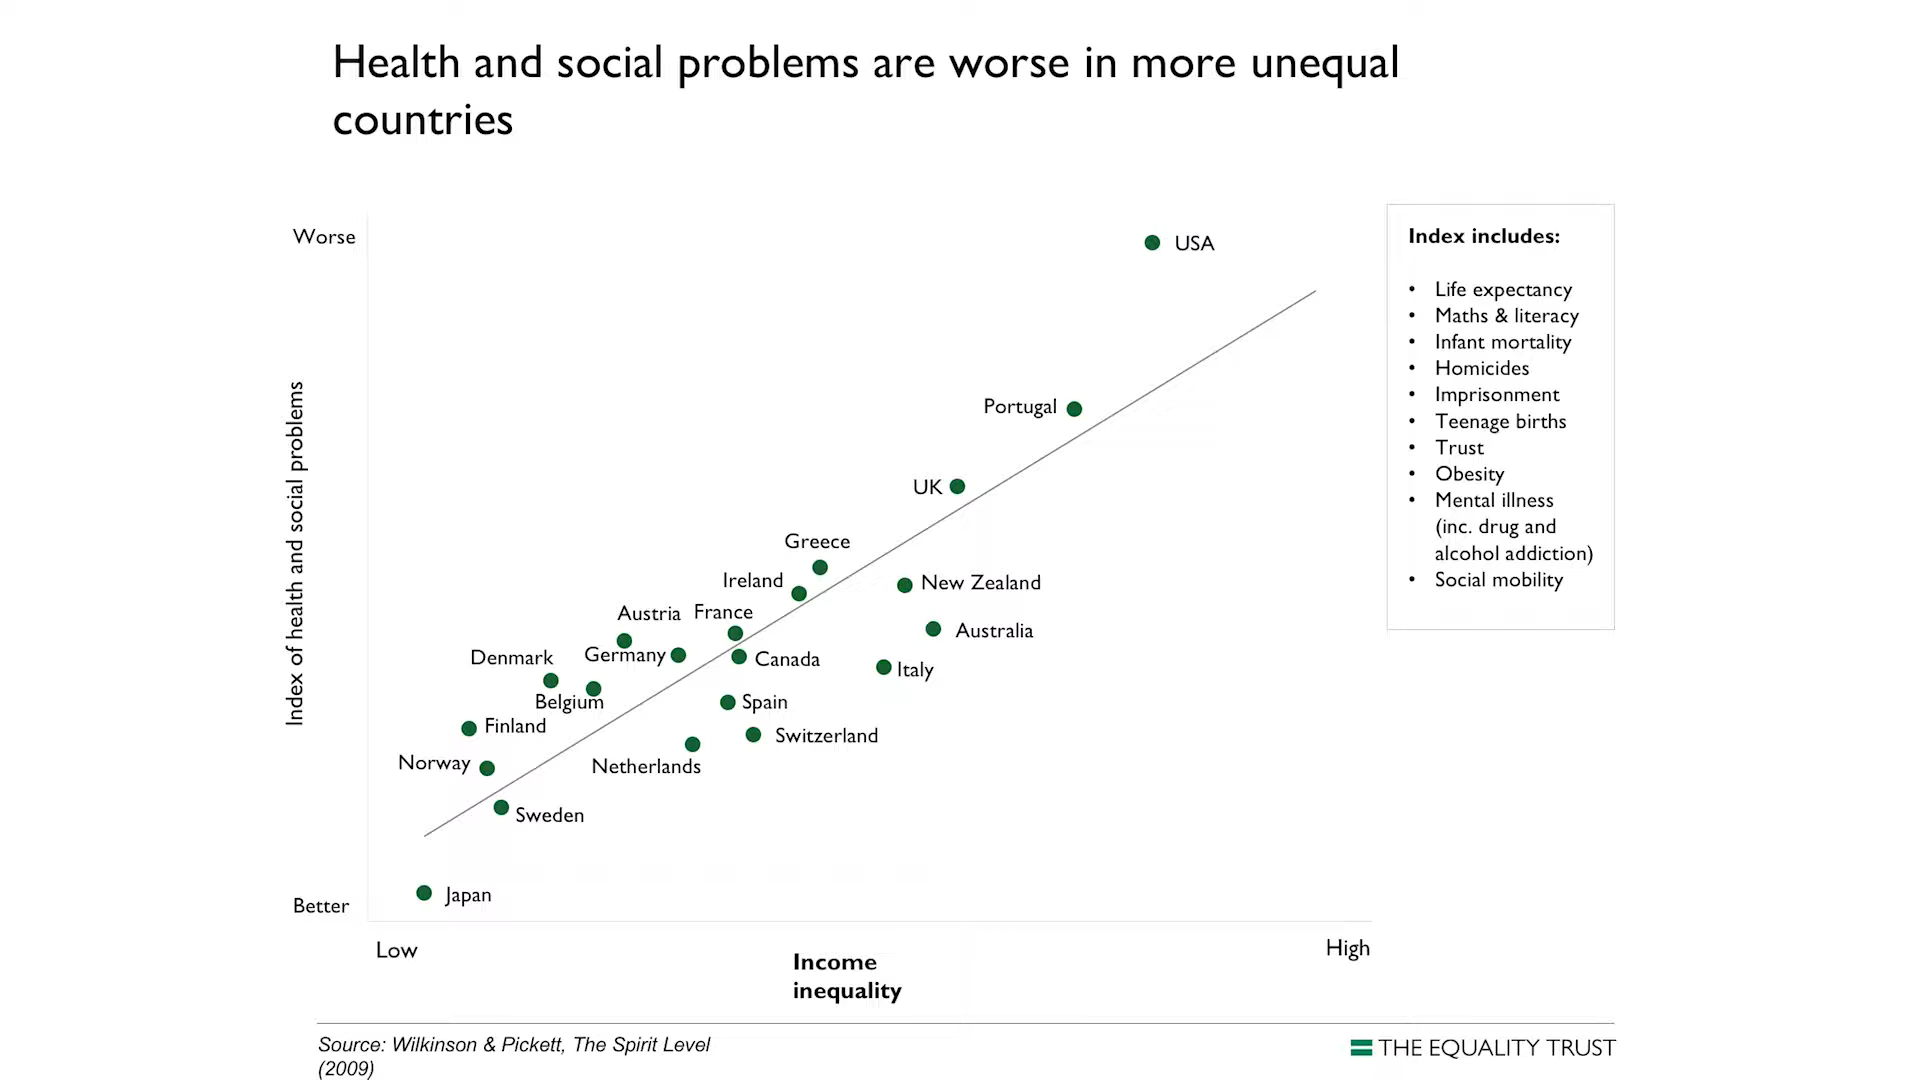 Health and social problems are worse in more unequal
countries
Worse
Index of health and social problems
Better
Low
High
Income
inequality
USA
Portugal
UK
Greece
Ireland
New Zealand
Austria
France
Australia
Denmark
Germany
Canada
Italy
Belgium
Spain
Finland
Switzerland
Norway
Netherlands
Sweden
Japan
Index includes:
• Life expectancy
• Maths & literacy
• Infant mortality
• Homicides
• Imprisonment
• Teenage births
• Trust
• Obesity
• Mental illness
(inc. drug and
alcohol addiction)
• Social mobility
Source: Wilkinson & Pickett, The Spirit Level
(2009)
THE EQUALITY TRUST